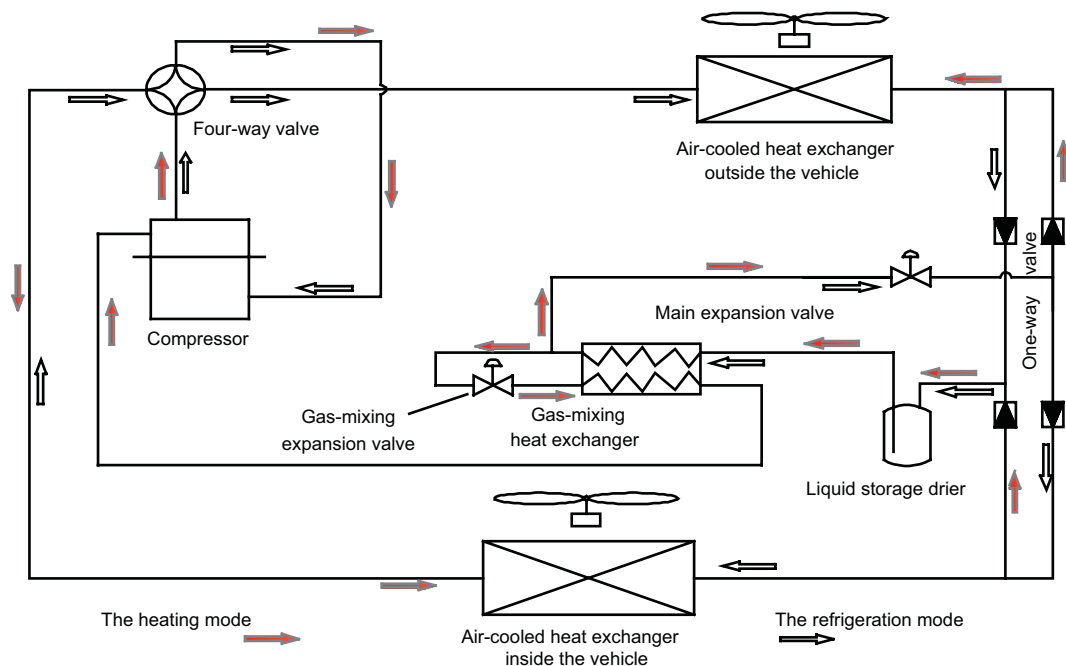 Four-way valve
Air-cooled heat exchanger
outside the vehicle
One-way valve
Compressor
Main expansion valve
Gas-mixing
expansion valve
Gas-mixing
heat exchanger
Liquid storage drier
The heating mode
Air-cooled heat exchanger
inside the vehicle
The refrigeration mode